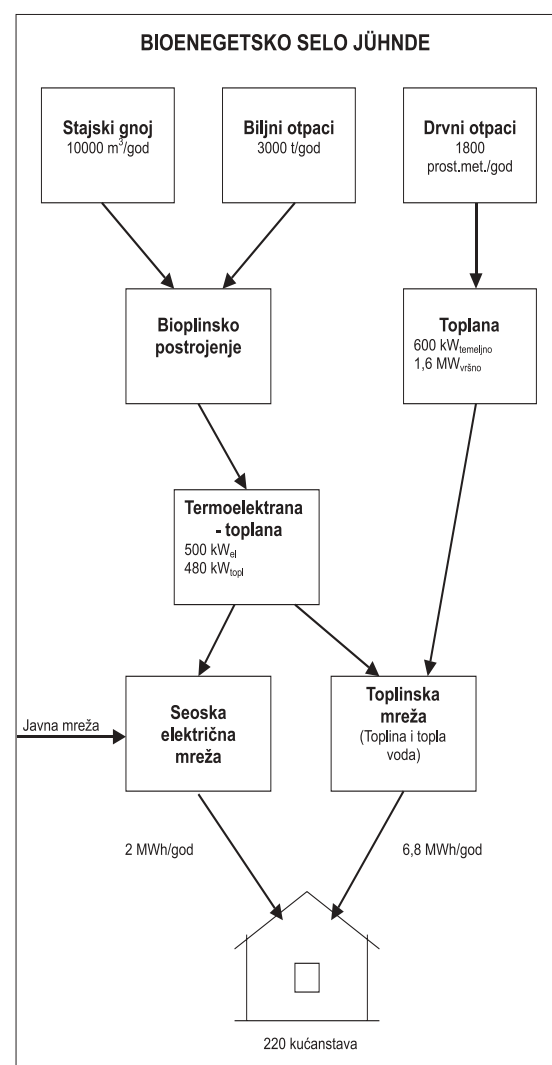 BIOENEGETSKO SELO JÜHNDE
Stajski gnoj
10000 m³/god
Biljni otpaci
3000 t/god
Drvni otpaci
1800
prost.met./god
Bioplinsko
postrojenje
Toplana
600 kWtemeljno
1,6 MWvršno
Termoelektrana
- toplana
500 kWel
480 kWtopl
Javna mreža
Seoska
električna
mreža
Toplinska
mreža
(Toplina i topla
voda)
2 MWh/god
6,8 MWh/god
220 kućanstava